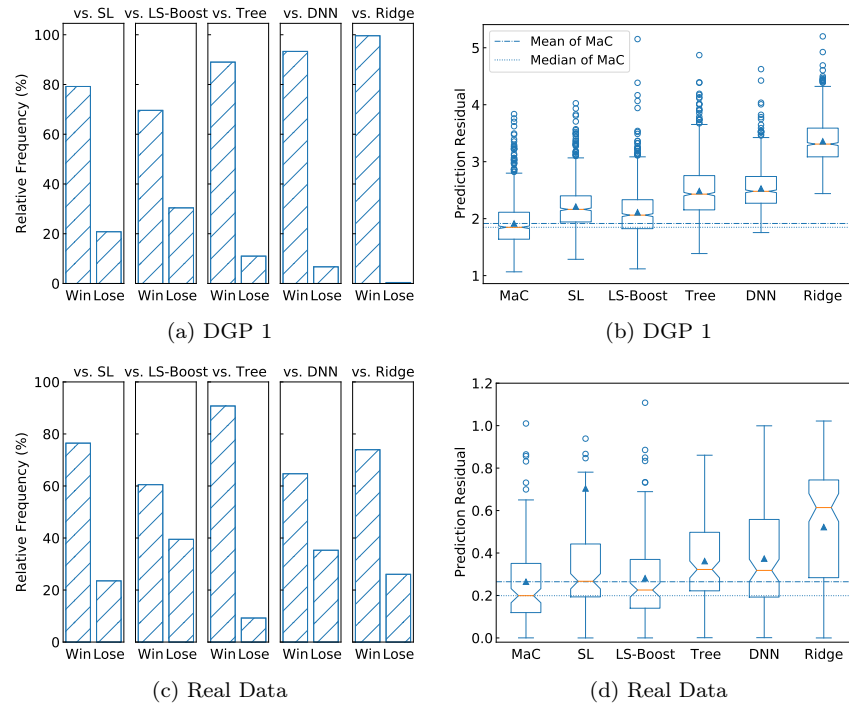 vs. SL vs. LS-Boost vs. Tree vs. DNN vs. Ridge
Relative Frequency (%)
100
80
60
40
20
0
Win Lose Win Lose Win Lose Win Lose Win Lose
(a) DGP 1
Mean of MaC
Median of MaC
Prediction Residual
5
4
3
2
1
MaC SL LS-Boost Tree DNN Ridge
(b) DGP 1
vs. SL vs. LS-Boost vs. Tree vs. DNN vs. Ridge
Relative Frequency (%)
100
80
60
40
20
0
Win Lose Win Lose Win Lose Win Lose Win Lose
(c) Real Data
Prediction Residual
1.2
1.0
0.8
0.6
0.4
0.2
0.0
MaC SL LS-Boost Tree DNN Ridge
(d) Real Data